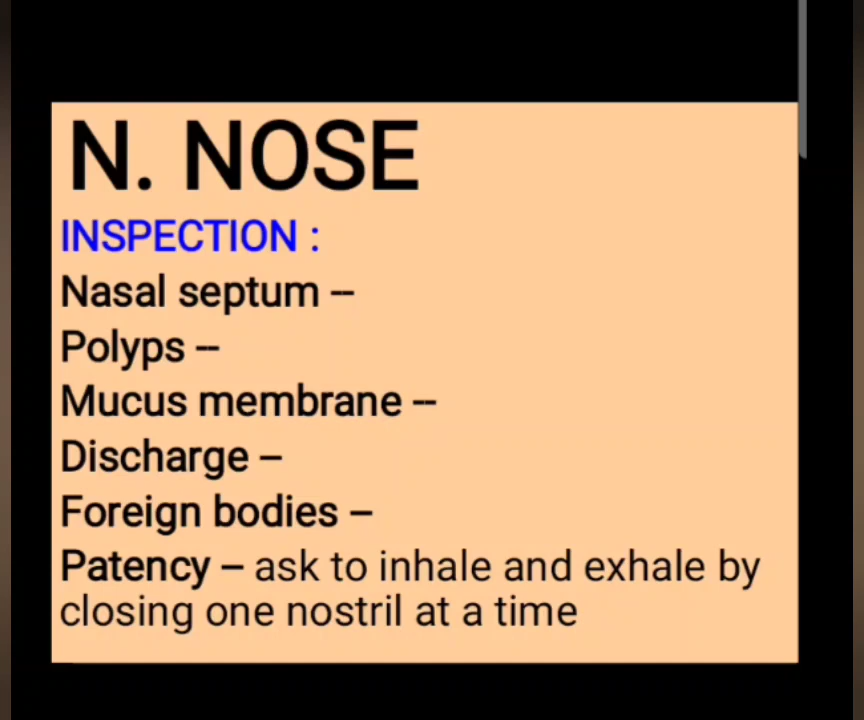 N. NOSE
INSPECTION :
Nasal septum --
Polyps --
Mucus membrane --
Discharge –
Foreign bodies –
Patency – ask to inhale and exhale by
closing one nostril at a time